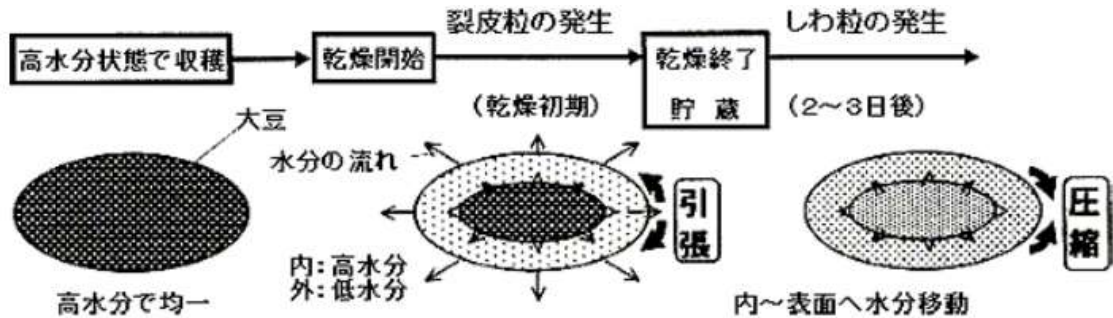 裂皮粒の発生
しわ粒の発生
高水分状態で収穫
乾燥開始
乾燥終了
貯蔵
(乾燥初期)
(2~3日後)
大豆
水分の流れ
引張
圧縮
内:高水分
外:低水分
高水分で均一
内~表面へ水分移動